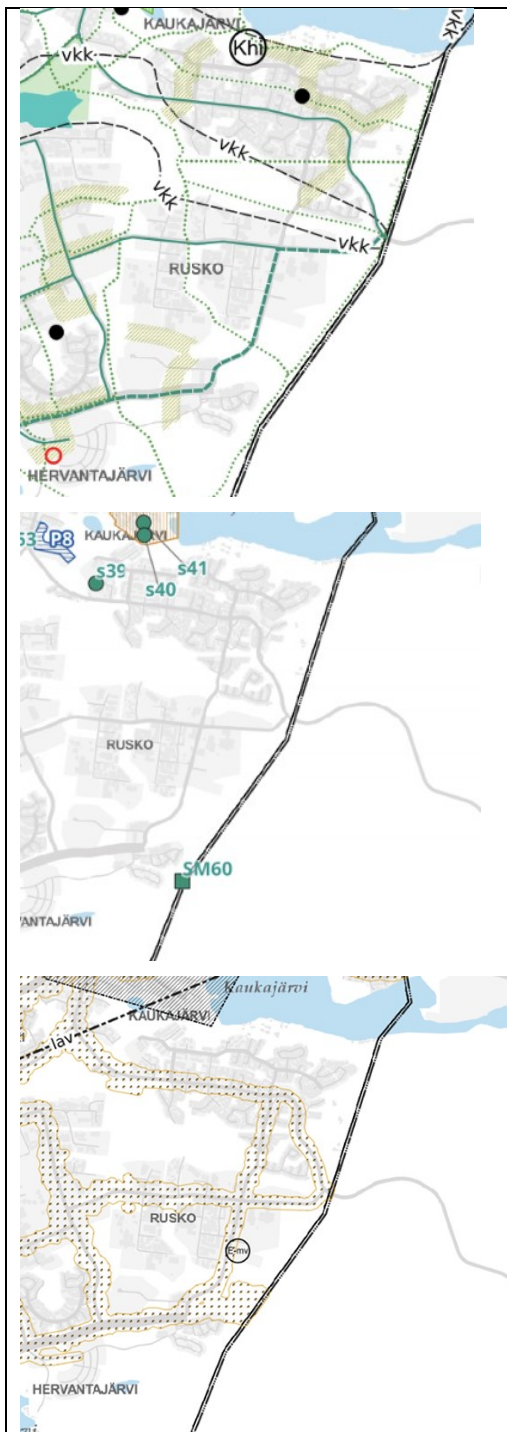 KAUKAJÄRVI
Khi
vkk
vkk
vkk
vkk
vkk
RUSKO
HERVANTAJÄRVI
53
P8
KAUKAJÄRVI
s39
s41
s40
RUSKO
SM60
VANTAJÄRVI
Kaukajärvi
KAUKAJÄRVI
lav
RUSKO
E-mv
HERVANTAJÄRVI